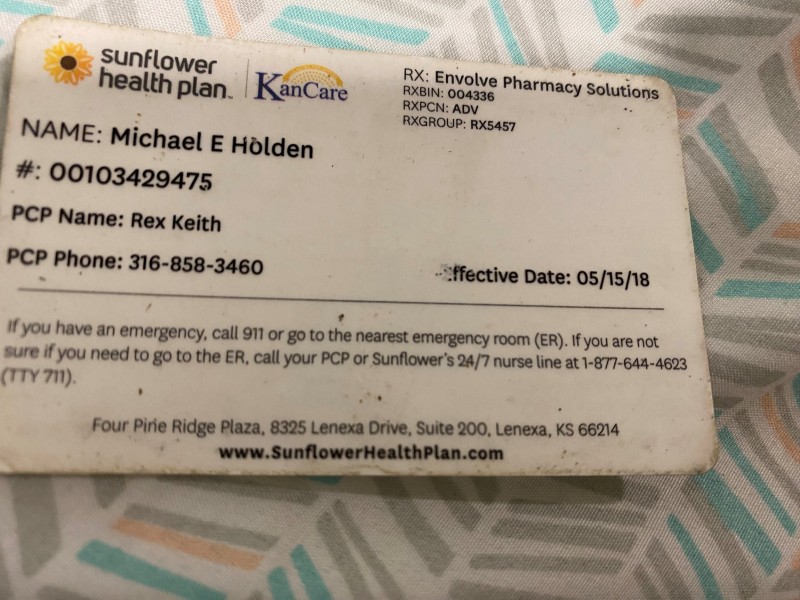 sunflower
health plan™
KanCare
RX: Envolve Pharmacy Solutions
RXBIN: 004336
RXPCN: ADV
RXGROUP: RX5457
NAME: Michael E Holden
#: 00103429475
PCP Name: Rex Keith
PCP Phone: 316-858-3460
Effective Date: 05/15/18
If you have an emergency, call 911 or go to the nearest emergency room (ER). If you are not
sure if you need to go to the ER, call your PCP or Sunflower's 24/7 nurse line at 1-877-644-4623
(TTY 711).
Four Pine Ridge Plaza, 8325 Lenexa Drive, Suite 200, Lenexa, KS 66214
www.SunflowerHealthPlan.com